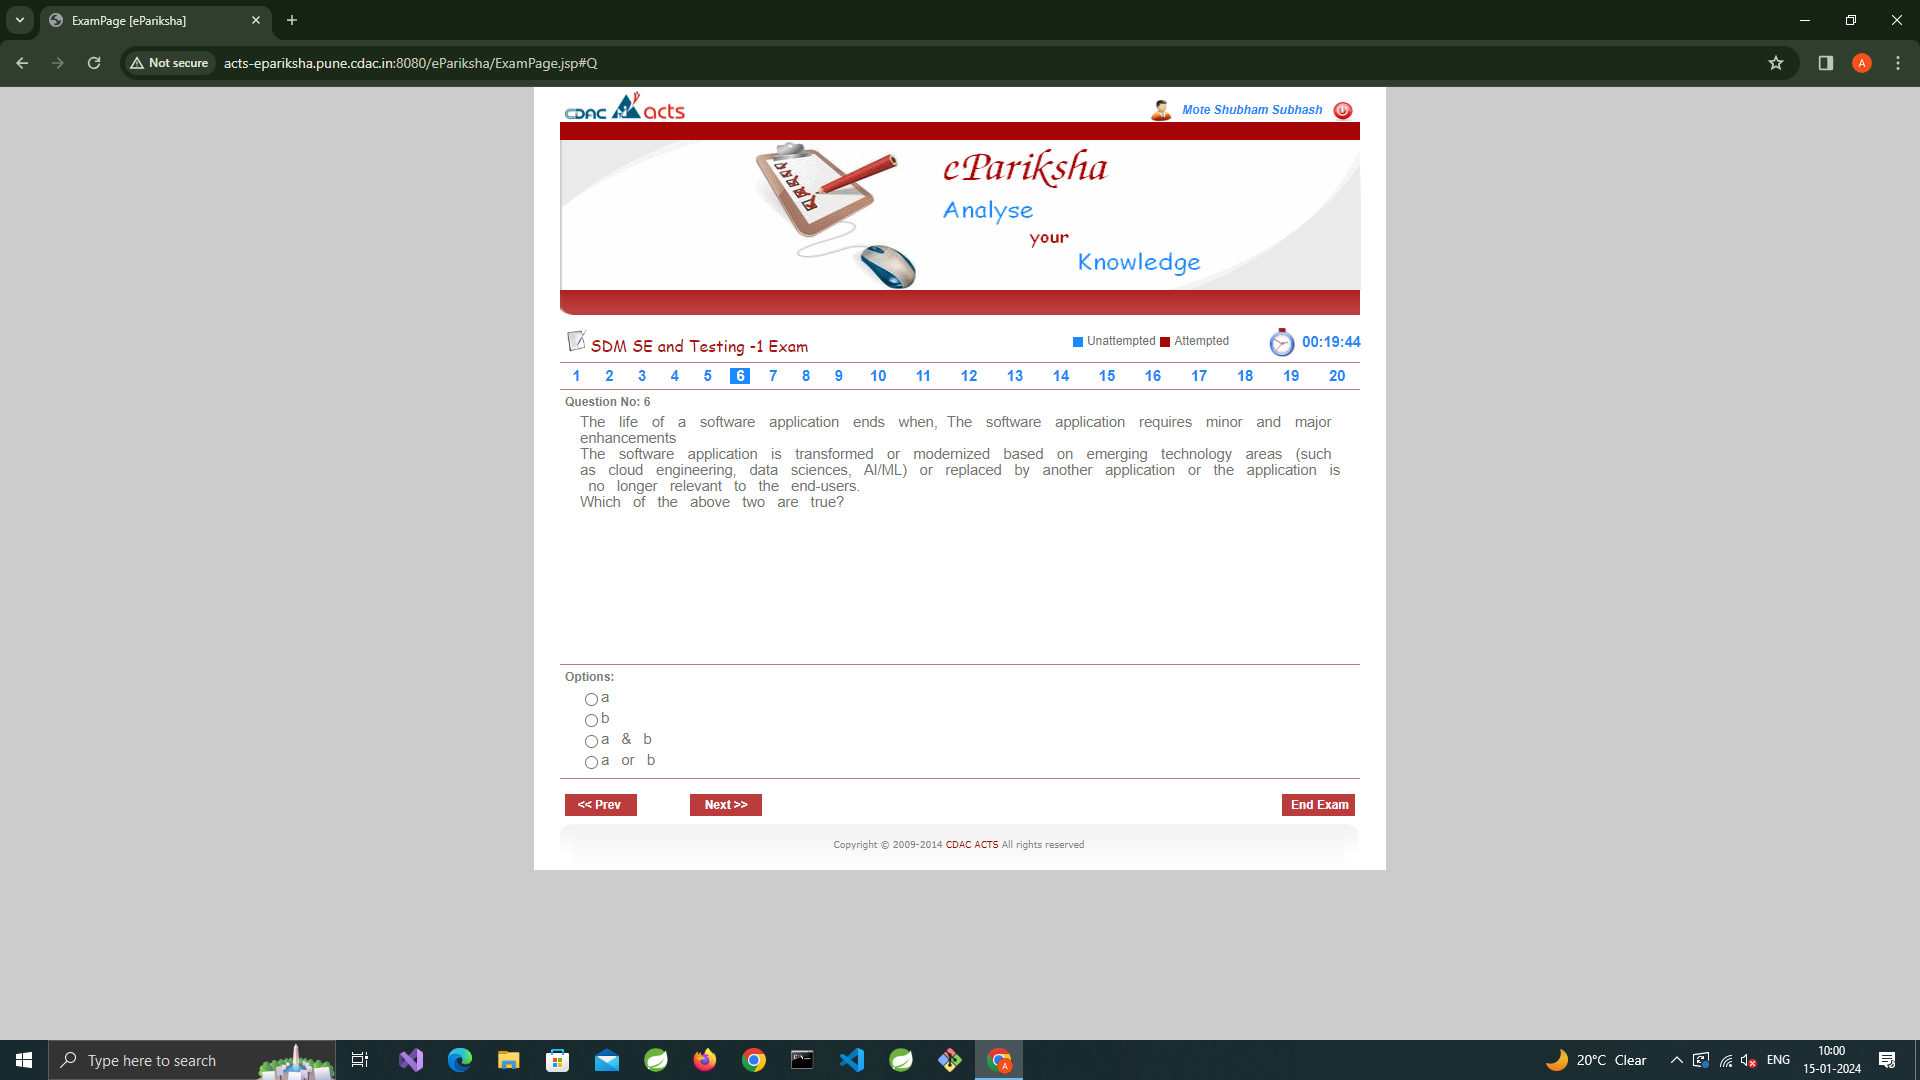 ExamPage [ePariksha]
Not secure
acts-epariksha.pune.cdac.in:8080/ePariksha/ExamPage.jsp#Q
A
CDAC acts
Mote Shubham Subhash
ePariksha
Analyse
your
Knowledge
SDM SE and Testing -1 Exam
Unattempted Attempted
00:19:44
1 2 3 4 5 6 7 8 9 10 11 12 13 14 15 16 17 18 19 20
Question No: 6
The life of a software application ends when, The software application requires minor and major
enhancements
The software application is transformed or modernized based on emerging technology areas (such
as cloud engineering, data sciences, AI/ML) or replaced by another application or the application is
no longer relevant to the end-users.
Which of the above two are true?
Options:
a
b
a & b
a or b
<< Prev
Next >>
End Exam
Copyright © 2009-2014 CDAC ACTS All rights reserved
Type here to search
A
20°C Clear
ENG
10:00
15-01-2024